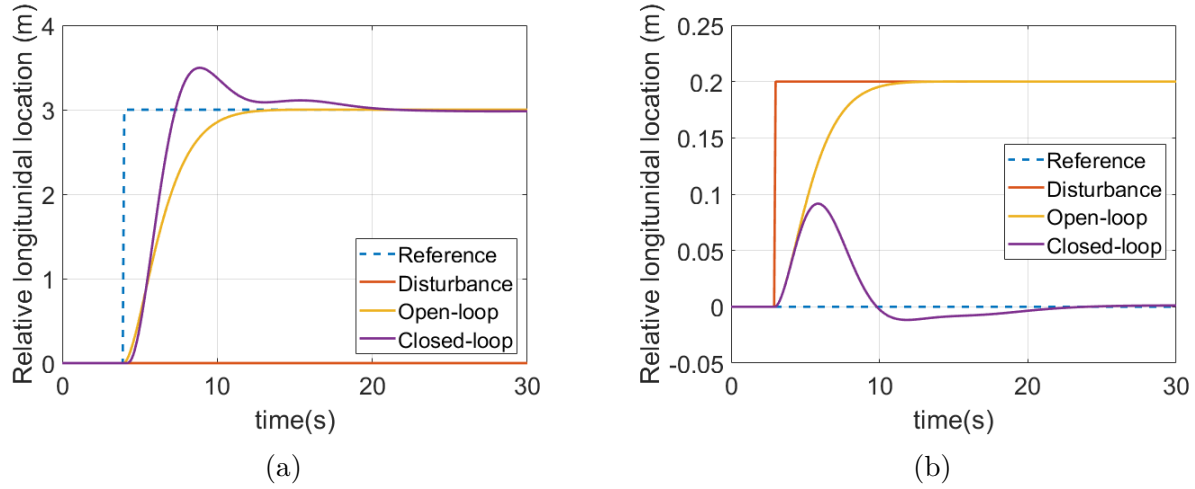 Relative longitunidal location (m)
4
3
2
1
0
0
10
20
30
time(s)
Reference
Disturbance
Open-loop
Closed-loop
(a)
Relative longitunidal location (m)
0.25
0.2
0.15
0.1
0.05
0
-0.05
0
10
20
30
time(s)
Reference
Disturbance
Open-loop
Closed-loop
(b)